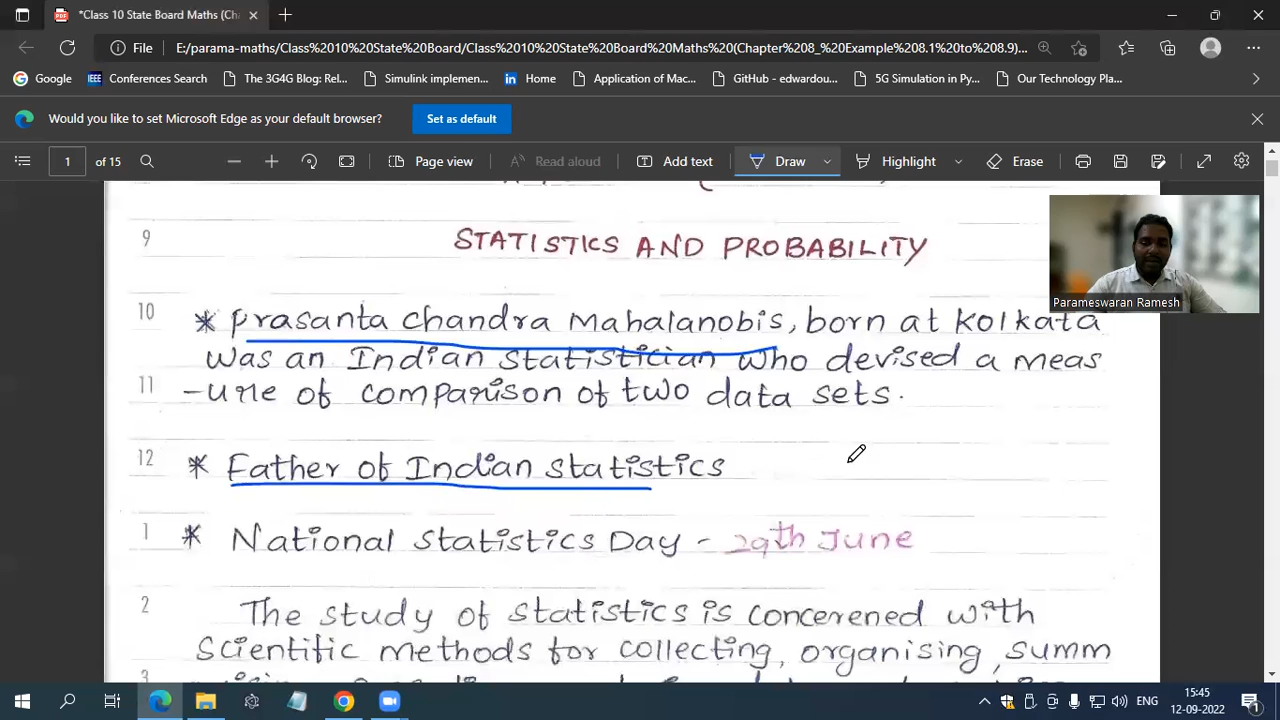 *Class 10 State Board Maths (Cha
File
E:/parama-maths/Class%2010%20State%20Board/Class%2010%20State%20Board%20Maths%20(Chapter%208_%20Example%208.1%20to%208.9)...
Google
Conferences Search
The 3G4G Blog: Rel...
Simulink implemen...
Home
Application of Mac...
GitHub - edwardou...
5G Simulation in Py...
Our Technology Pla...
Would you like to set Microsoft Edge as your default browser?
Set as default
1 of 15
Page view
Read aloud
Add text
Draw
Highlight
Erase
9
STATISTICS AND PROBABILITY
Parameswaran Ramesh
10
* Prasanta Chandra Mahalanobis, born at Kolkata
was an Indian Statistician who devised a meas
11
-ure of comparison of two data sets.
12
* Father of Indian Statistics
1
* National Statistics Day - 29th June
2
The study of statistics is concerened with
Scientific methods for collecting, organising, summ
3
ENG
15:45
12-09-2022